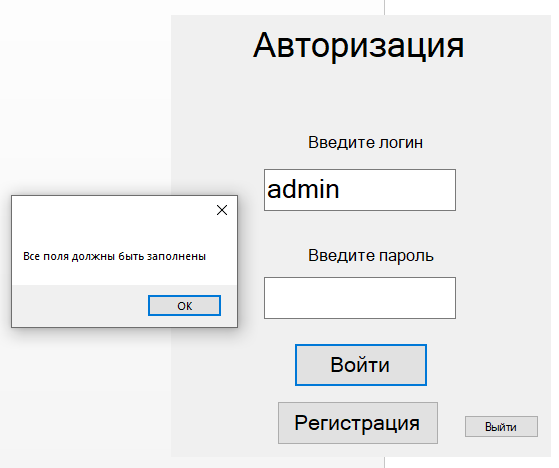 Авторизация
Введите логин
admin
Все поля должны быть заполнены
OK
Введите пароль
Войти
Регистрация
Выйти